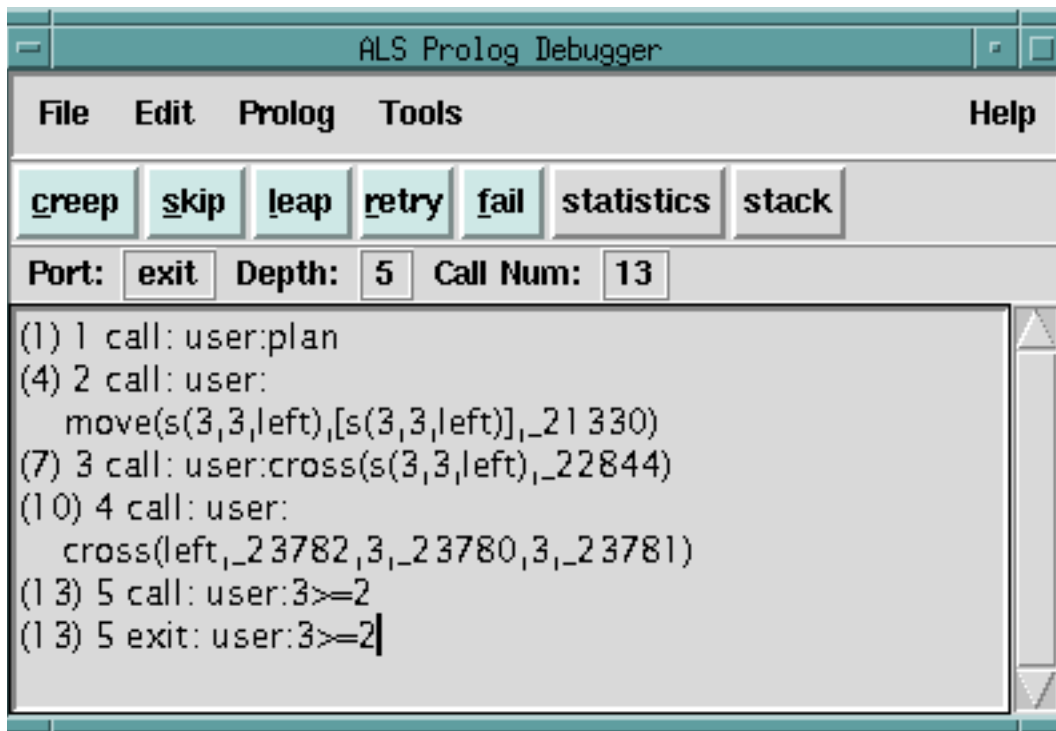 ALS Prolog Debugger
File Edit Prolog Tools Help
creep skip leap retry fail statistics stack
Port: exit Depth: 5 Call Num: 13
(1) 1 call: user:plan
(4) 2 call: user:
move(s(3,3,left),[s(3,3,left)],_21330)
(7) 3 call: user:cross(s(3,3,left),_22844)
(10) 4 call: user:
cross(left,_23782,3,_23780,3,_23781)
(13) 5 call: user:3>=2
(13) 5 exit: user:3>=2